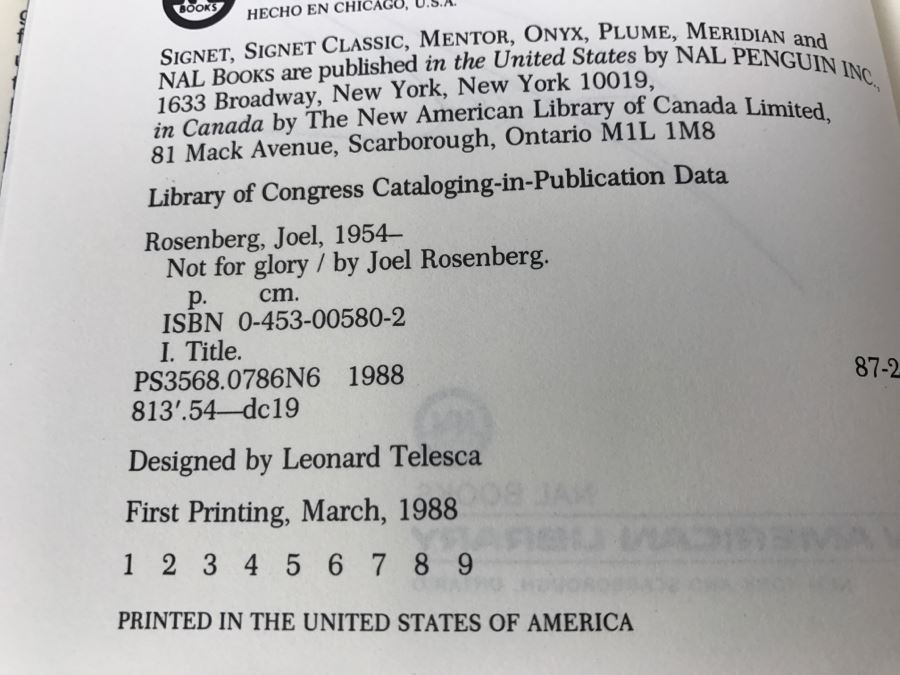 BOOKS
HECHO EN CHICAGO, U.S.A.
SIGNET, SIGNET CLASSIC, MENTOR, ONYX, PLUME, MERIDIAN and
NAL BOOKS are published in the United States by NAL PENGUIN INC.,
1633 Broadway, New York, New York 10019,
in Canada by The New American Library of Canada Limited,
81 Mack Avenue, Scarborough, Ontario M1L 1M8
Library of Congress Cataloging-in-Publication Data
Rosenberg, Joel, 1954–
Not for glory / by Joel Rosenberg.
p. cm.
ISBN 0-453-00580-2
I. Title.
PS3568.0786N6 1988
87-2
813'.54—dc19
Designed by Leonard Telesca
First Printing, March, 1988
1 2 3 4 5 6 7 8 9
PRINTED IN THE UNITED STATES OF AMERICA